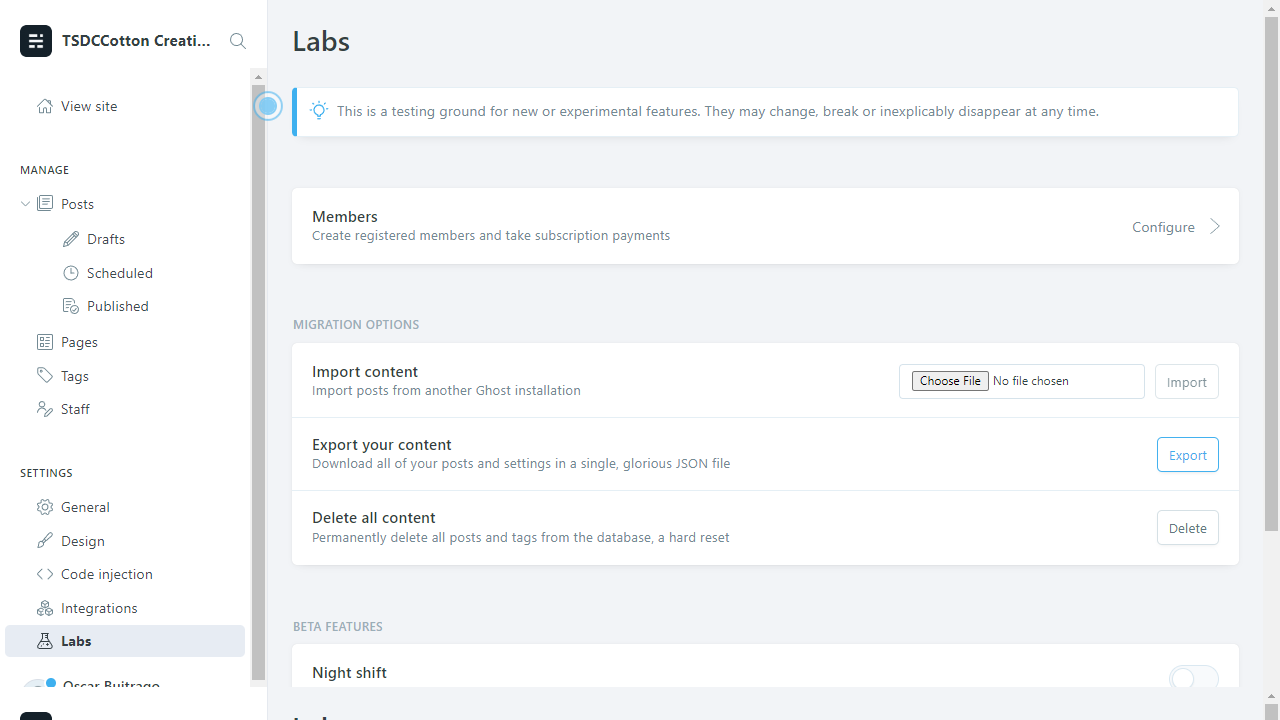 TSDCCotton Creati...
View site
MANAGE
Posts
Drafts
Scheduled
Published
Pages
Tags
Staff
SETTINGS
General
Design
Code injection
Integrations
Labs
Oscar Buitrago
Labs
This is a testing ground for new or experimental features. They may change, break or inexplicably disappear at any time.
Members
Create registered members and take subscription payments
Configure
MIGRATION OPTIONS
Import content
Import posts from another Ghost installation
Choose File No file chosen
Import
Export your content
Download all of your posts and settings in a single, glorious JSON file
Export
Delete all content
Permanently delete all posts and tags from the database, a hard reset
Delete
BETA FEATURES
Night shift